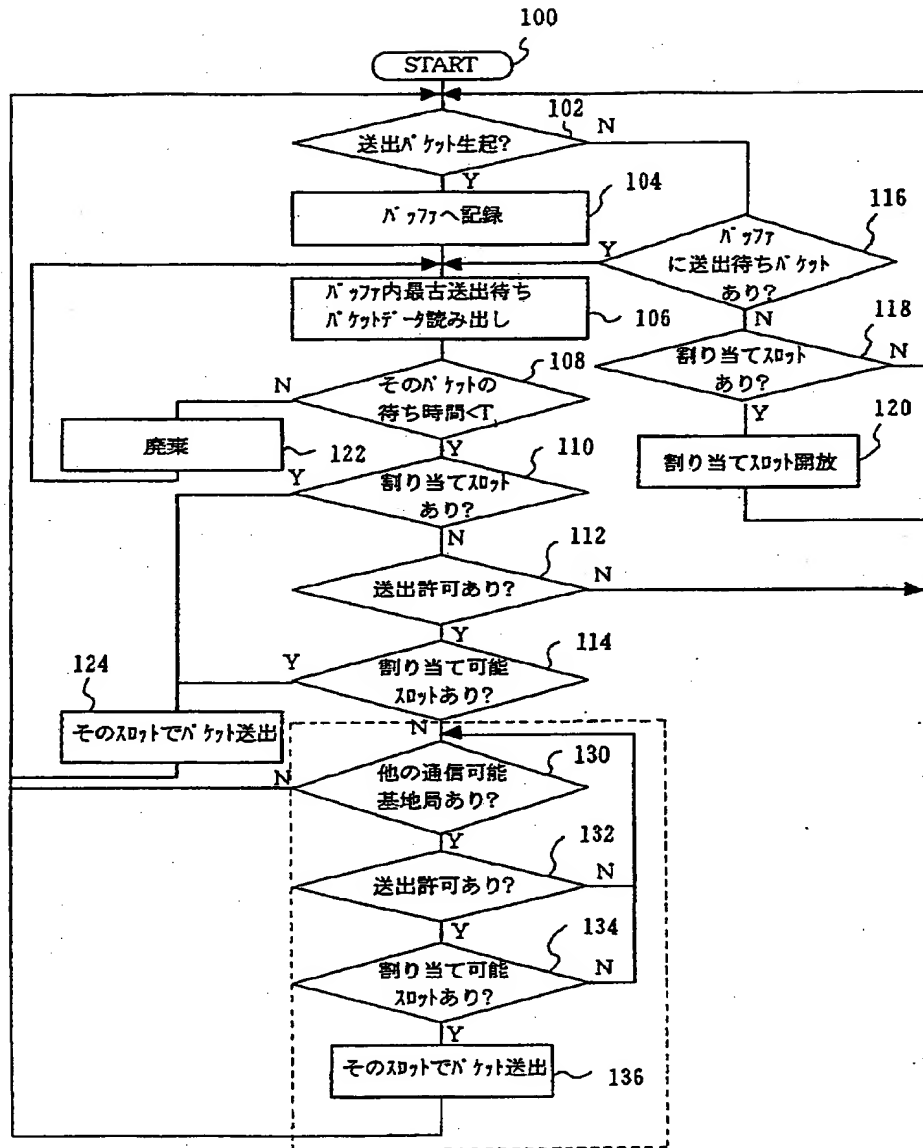 100
START
102
送出パケット生起?
N
Y
104
バッファへ記録
116
バッファ
に送出待ちパケット
あり?
Y
N
バッファ内最古送出待ち
パケットデータ読み出し
106
118
割り当てスロット
あり?
N
Y
108
そのパケットの
待ち時間<T
N
Y
廃棄
122
120
割り当てスロット開放
110
割り当てスロット
あり?
Y
N
112
送出許可あり?
N
Y
114
割り当て可能
スロットあり?
Y
N
124
そのスロットでパケット送出
130
他の通信可能
基地局あり?
N
Y
132
送出許可あり?
N
Y
134
割り当て可能
スロットあり?
N
Y
そのスロットでパケット送出
136